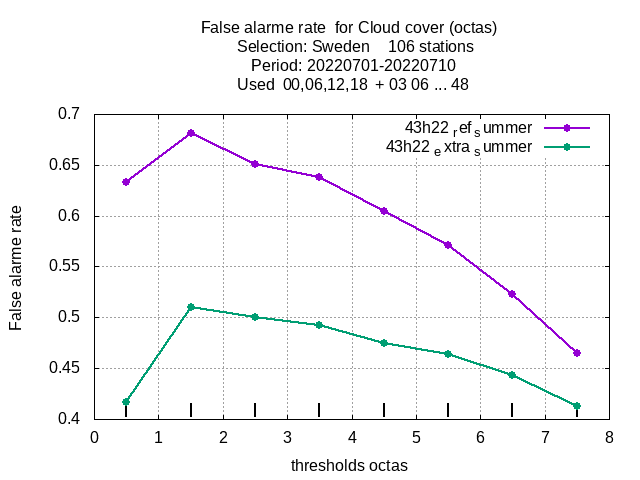 False alarme rate  for Cloud cover (octas)
Selection: Sweden    106 stations
Period: 20220701-20220710
Used  00,06,12,18  + 03 06 ... 48
0.7
0.65
0.6
0.55
0.5
0.45
0.4
False alarme rate
43h22 ref summer
43h22 extra summer
0 1 2 3 4 5 6 7 8
thresholds octas